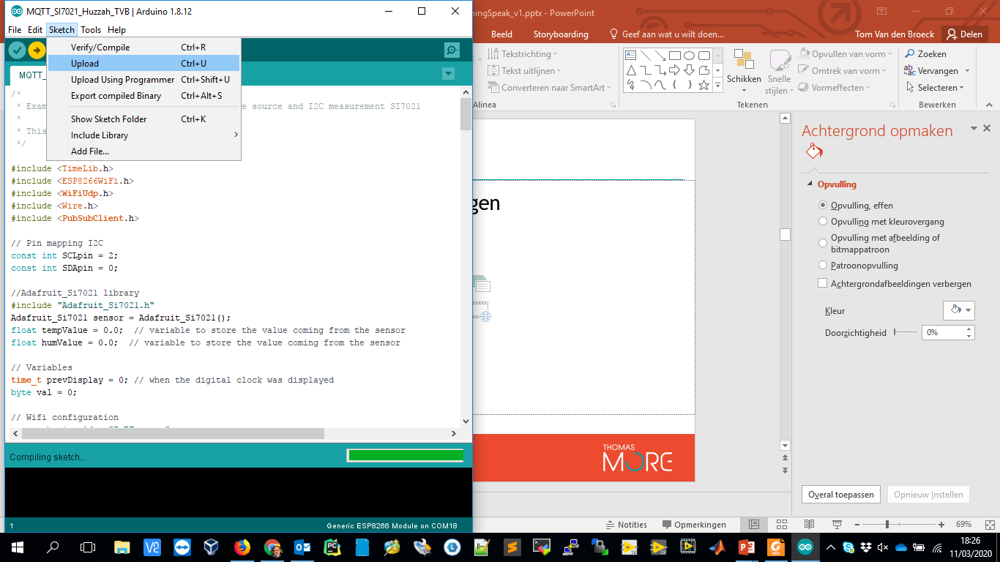 MQTT_SI7021_Huzzah_TVB | Arduino 1.8.12
File Edit Sketch Tools Help
Verify/Compile Ctrl+R
Upload Ctrl+U
Upload Using Programmer Ctrl+Shift+U
Export compiled Binary Ctrl+Alt+S
Show Sketch Folder Ctrl+K
Include Library
Add File...
MQTT_
/*
* Exam e source and I2C measurement SI7021
*
* This
*/
#include <TimeLib.h>
#include <ESP8266WiFi.h>
#include <WiFiUdp.h>
#include <Wire.h>
#include <PubSubClient.h>
// Pin mapping I2C
const int SCLpin = 2;
const int SDApin = 0;
//Adafruit_Si7021 library
#include "Adafruit_Si7021.h"
Adafruit_Si7021 sensor = Adafruit_Si7021();
float tempValue = 0.0; // variable to store the value coming from the sensor
float humValue = 0.0; // variable to store the value coming from the sensor
// Variables
time_t prevDisplay = 0; // when the digital clock was displayed
byte val = 0;
// Wifi configuration
Compiling sketch...
1 Generic ESP8266 Module on COM18
ningSpeak_v1.pptx - PowerPoint
Beeld Storyboarding Geef aan wat u wilt doen... Tom Van den Broeck Delen
Tekstrichting
Tekst uitlijnen
Converteren naar SmartArt
Alinea
Schikken
Snelle stijlen
Opvullen van vorm
Omtrek van vorm
Vormeffecten
Tekenen
Zoeken
Vervangen
Selecteren
Bewerken
gen
THOMAS
MORE
Achtergrond opmaken
Opvulling
Opvulling, effen
Opvulling met kleurovergang
Opvulling met afbeelding of
bitmappatroon
Patroonopvulling
Achtergrondafbeeldingen verbergen
Kleur
Doorzichtigheid 0%
Overal toepassen Opnieuw Instellen
Notities Opmerkingen 69%
18:26
11/03/2020